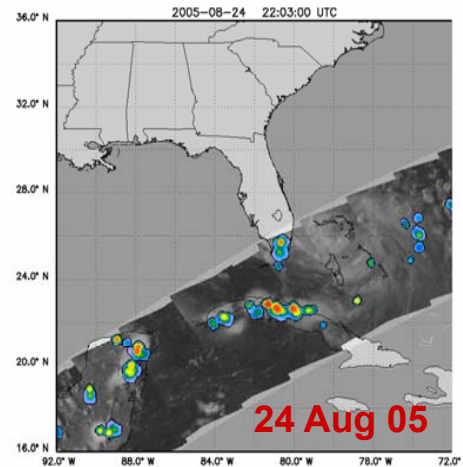 2005-08-24 22:03:00 UTC
36.0° N
32.0° N
28.0° N
24.0° N
20.0° N
16.0° N
92.0° W 88.0° W 84.0° W 80.0° W 76.0° W 72.0° W
24 Aug 05